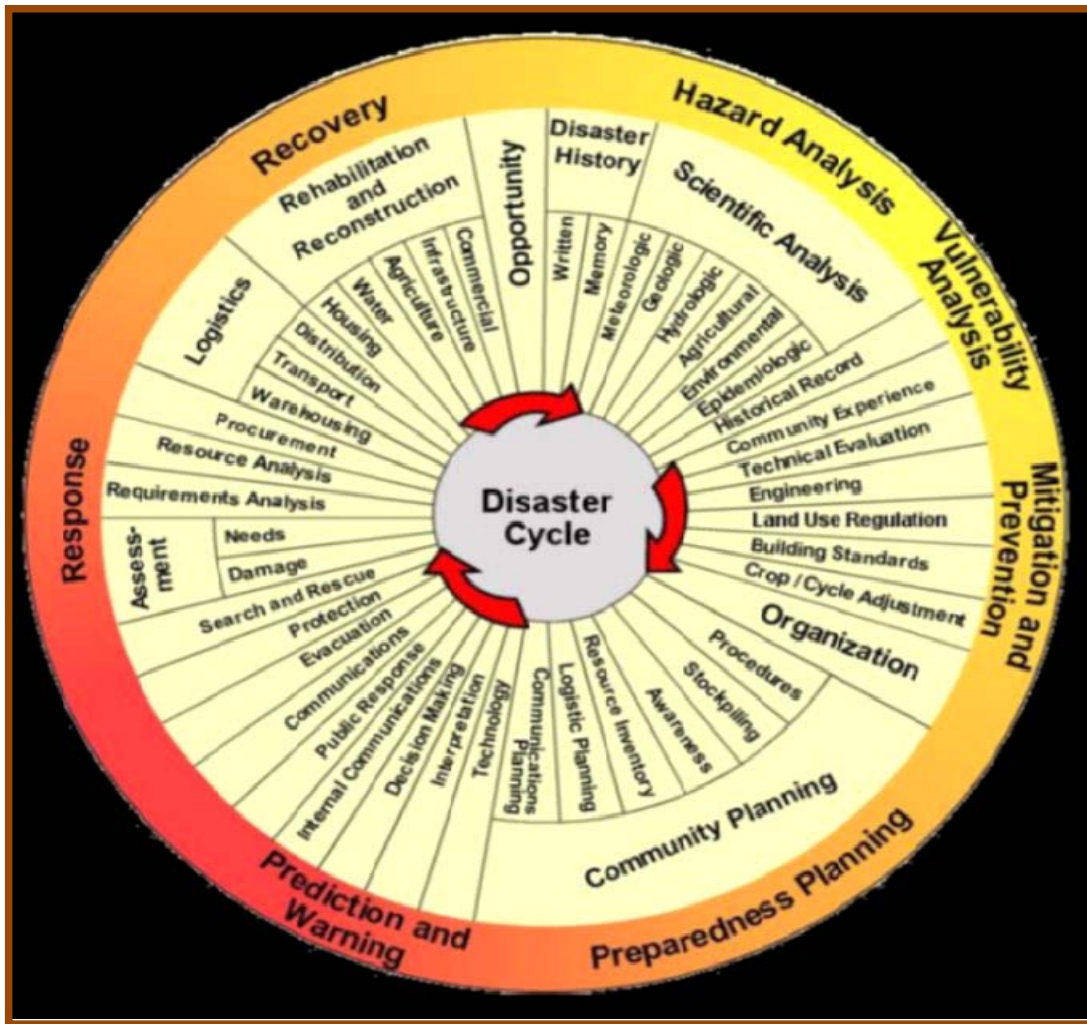 Disaster
Cycle
Hazard Analysis
Disaster
History
Written
Memory
Scientific Analysis
Meteorologic
Geologic
Hydrologic
Agricultural
Environmental
Epidemiologic
Vulnerability
Analysis
Historical Record
Community Experience
Technical Evaluation
Mitigation and
Prevention
Engineering
Land Use Regulation
Building Standards
Crop / Cycle Adjustment
Preparedness Planning
Organization
Community Planning
Procedures
Stockpiling
Awareness
Resource Inventory
Logistic Planning
Communications
Planning
Prediction and
Warning
Technology
Interpretation
Decision Making
Internal Communications
Public Response
Response
Communications
Evacuation
Protection
Search and Rescue
Assess-
ment
Damage
Needs
Requirements Analysis
Resource Analysis
Procurement
Logistics
Warehousing
Transport
Distribution
Recovery
Rehabilitation
and
Reconstruction
Housing
Water
Agriculture
Infrastructure
Commercial
Opportunity